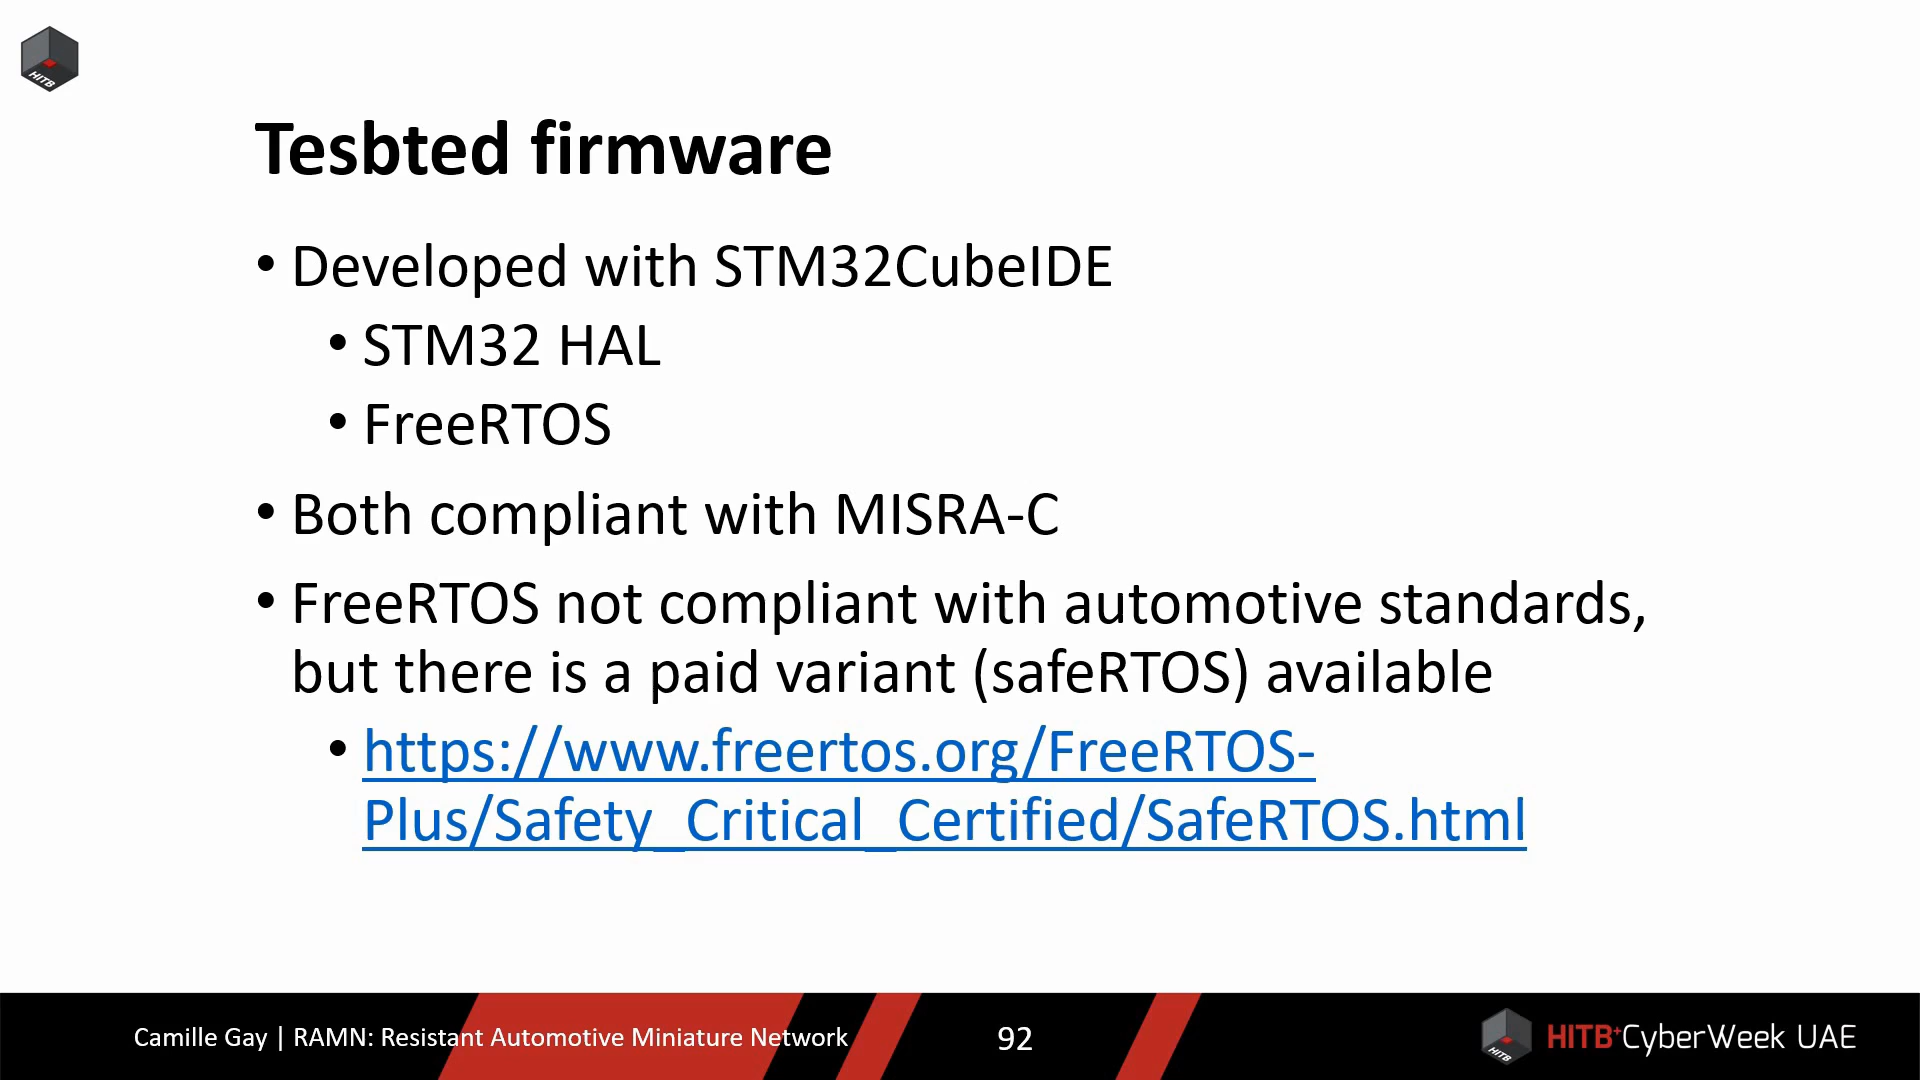 HITB
Tesbted firmware
• Developed with STM32CubeIDE
• STM32 HAL
• FreeRTOS
• Both compliant with MISRA-C
• FreeRTOS not compliant with automotive standards,
but there is a paid variant (safeRTOS) available
• https://www.freertos.org/FreeRTOS-
Plus/Safety_Critical_Certified/SafeRTOS.html
Camille Gay | RAMN: Resistant Automotive Miniature Network
92
HITB
HITB+CyberWeek UAE